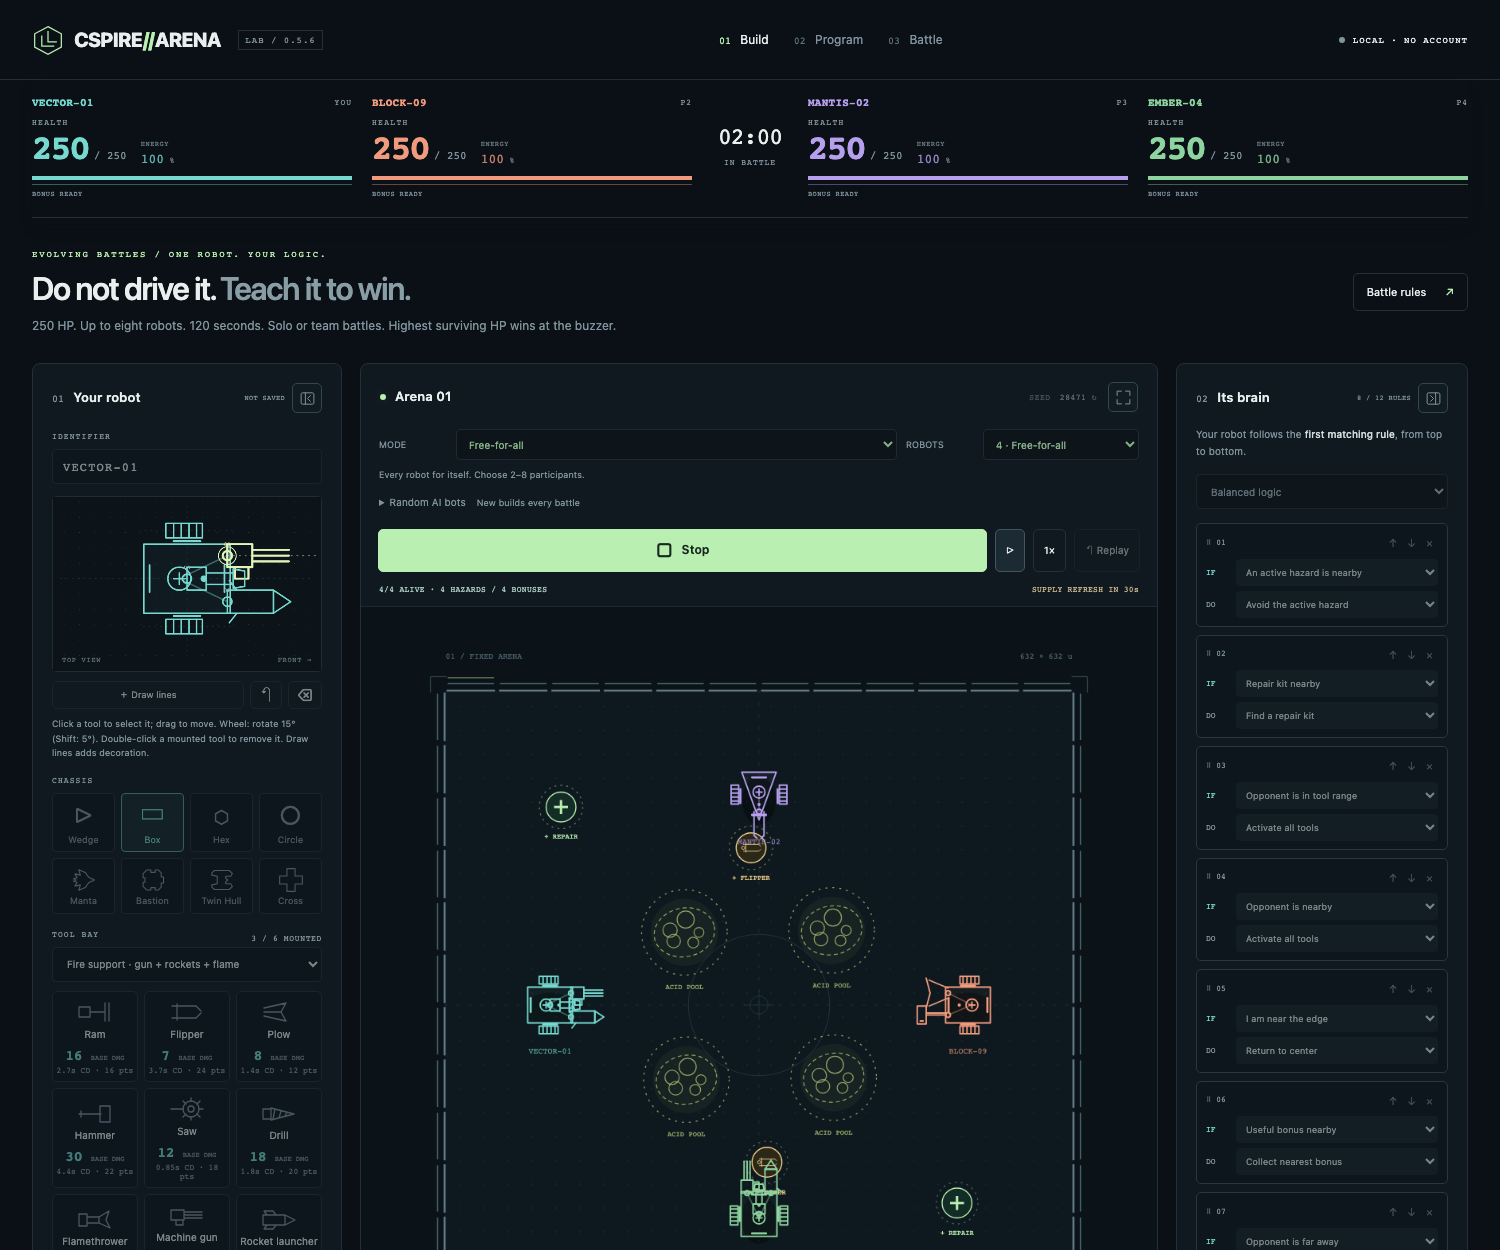 CSPIRE//ARENA
LAB / 0.5.6
01 Build 02 Program 03 Battle
LOCAL · NO ACCOUNT
VECTOR-01 YOU
HEALTH
250 / 250
ENERGY
100 %
BONUS READY
BLOCK-09 P2
HEALTH
250 / 250
ENERGY
100 %
BONUS READY
02:00
IN BATTLE
MANTIS-02 P3
HEALTH
250 / 250
ENERGY
100 %
BONUS READY
EMBER-04 P4
HEALTH
250 / 250
ENERGY
100 %
BONUS READY
EVOLVING BATTLES / ONE ROBOT. YOUR LOGIC.
Do not drive it. Teach it to win.
250 HP. Up to eight robots. 120 seconds. Solo or team battles. Highest surviving HP wins at the buzzer.
Battle rules ↗
01 Your robot NOT SAVED
IDENTIFIER
VECTOR-01
TOP VIEW FRONT →
+ Draw lines
Click a tool to select it; drag to move. Wheel: rotate 15°
(Shift: 5°). Double-click a mounted tool to remove it. Draw
lines adds decoration.
CHASSIS
Wedge Box Hex Circle
Manta Bastion Twin Hull Cross
TOOL BAY 3 / 6 MOUNTED
Fire support · gun + rockets + flame
Ram
16 BASE DMG
2.7s CD · 16 pts
Flipper
7 BASE DMG
3.7s CD · 24 pts
Plow
8 BASE DMG
1.4s CD · 12 pts
Hammer
30 BASE DMG
4.4s CD · 22 pts
Saw
12 BASE DMG
0.85s CD · 18
pts
Drill
18 BASE DMG
1.8s CD · 20 pts
Flamethrower
Machine gun
Rocket launcher
Arena 01
SEED 28471 ↻
MODE Free-for-all
ROBOTS 4 · Free-for-all
Every robot for itself. Choose 2–8 participants.
Random AI bots New builds every battle
Stop
1×
Replay
4/4 ALIVE · 4 HAZARDS / 4 BONUSES
SUPPLY REFRESH IN 30s
01 / FIXED ARENA
632 × 632 u
+ REPAIR
MANTIS-02
+ FLIPPER
ACID POOL
ACID POOL
VECTOR-01
BLOCK-09
ACID POOL
ACID POOL
+ REPAIR
02 Its brain 8 / 12 RULES
Your robot follows the first matching rule, from top
to bottom.
Balanced logic
01 ↑ ↓ ×
IF An active hazard is nearby
DO Avoid the active hazard
02 ↑ ↓ ×
IF Repair kit nearby
DO Find a repair kit
03 ↑ ↓ ×
IF Opponent is in tool range
DO Activate all tools
04 ↑ ↓ ×
IF Opponent is nearby
DO Activate all tools
05 ↑ ↓ ×
IF I am near the edge
DO Return to center
06 ↑ ↓ ×
IF Useful bonus nearby
DO Collect nearest bonus
07 ↑ ↓ ×
IF Opponent is far away